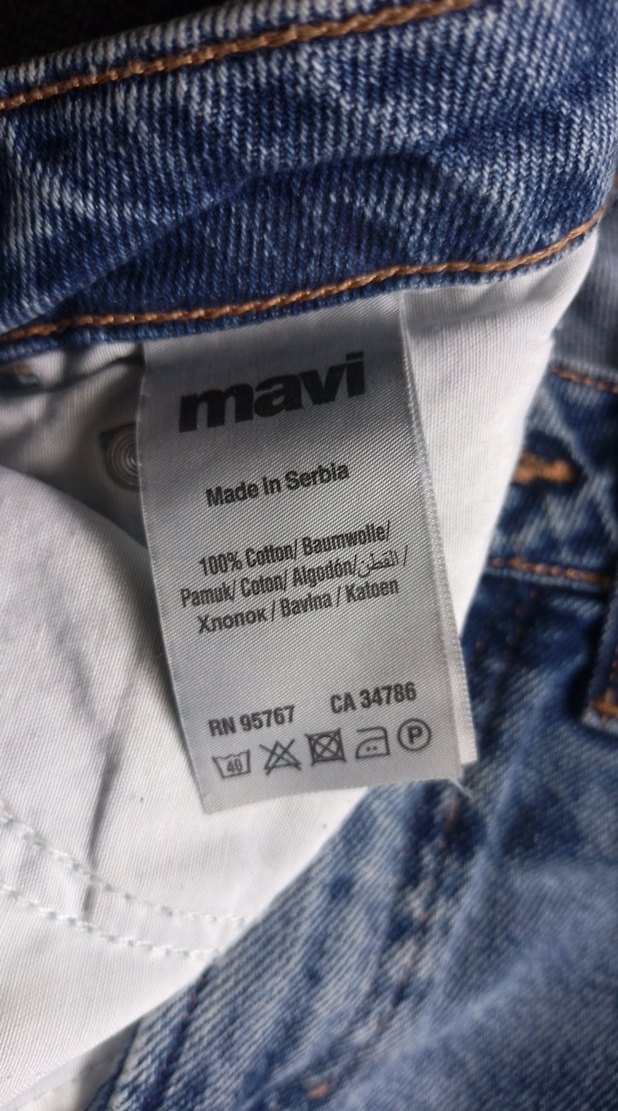 mavi
Made in Serbia
100% Cotton/ Baumwolle/
Pamuk/ Coton/ Algodón/ القطن /
Хлопок / Bavlna / Katoen
RN 95767 CA 34786
40 P